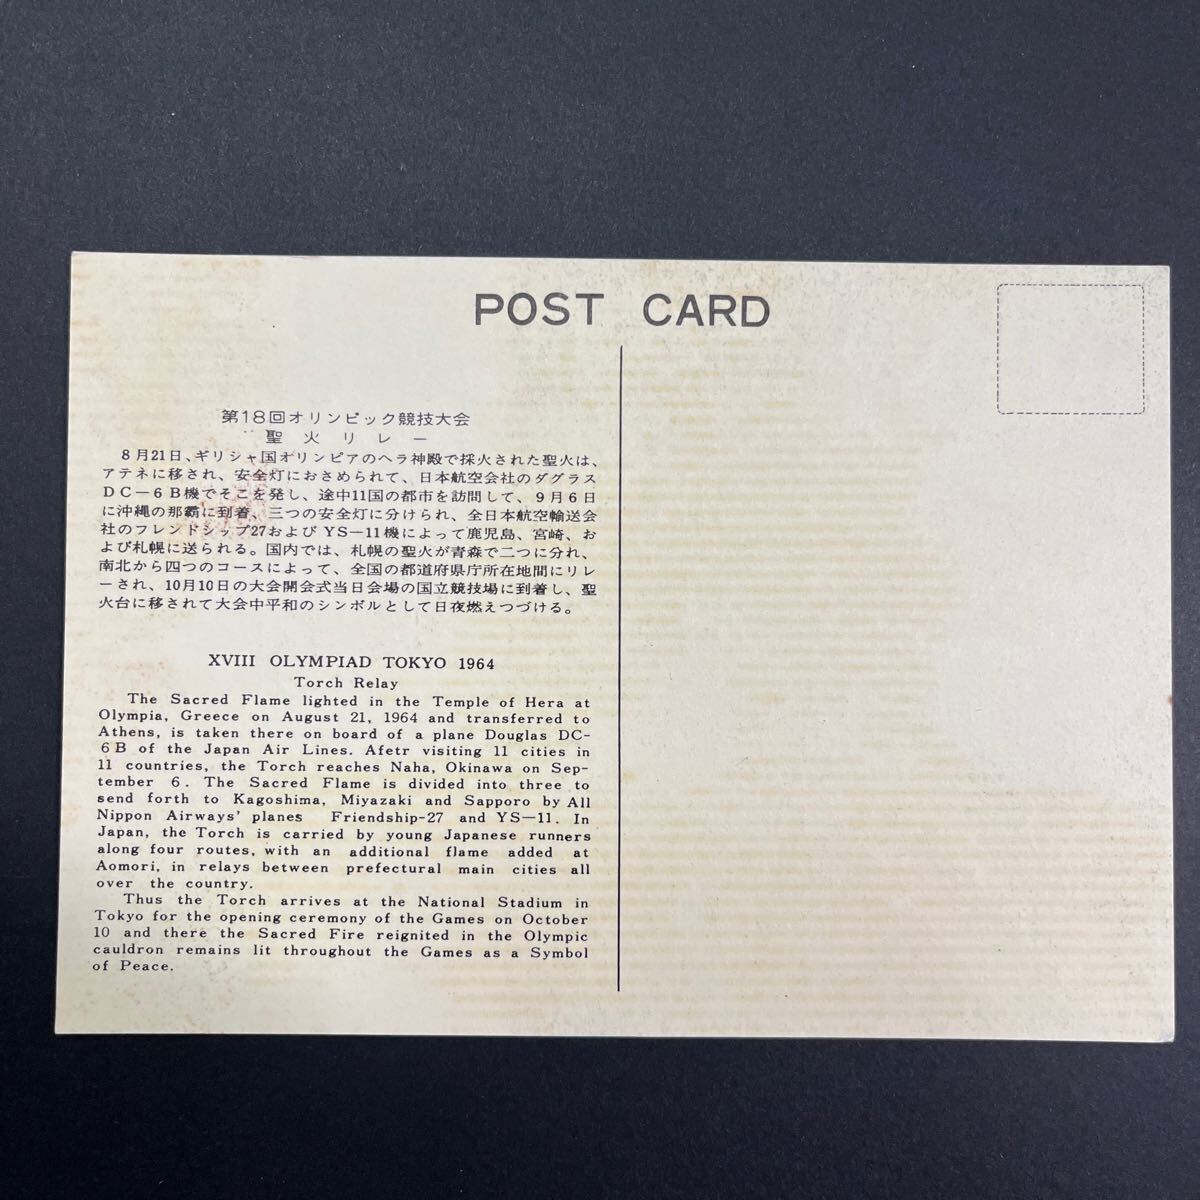 POST CARD
第18回オリンピック競技大会
聖火リレー
8月21日、ギリシャ国オリンピアのヘラ神殿で採火された聖火は、
アテネに移され、安全灯におさめられて、日本航空会社のダグラス
DC－6B機でそこを発し、途中11国の都市を訪問して、9月6日
に沖縄の那覇に到着、三つの安全灯に分けられ、全日本航空輸送会
社のフレンドシップ27およびYS－11機によって鹿児島、宮崎、お
よび札幌に送られる。国内では、札幌の聖火が青森で二つに分れ、
南北から四つのコースによって、全国の都道府県庁所在地間にリレ
ーされ、10月10日の大会開会式当日会場の国立競技場に到着し、聖
火台に移されて大会中平和のシンボルとして日夜燃えつづける。
XVIII OLYMPIAD TOKYO 1964
Torch Relay
The Sacred Flame lighted in the Temple of Hera at
Olympia, Greece on August 21, 1964 and transferred to
Athens, is taken there on board of a plane Douglas DC-
6B of the Japan Air Lines. Afetr visiting 11 cities in
11 countries, the Torch reaches Naha, Okinawa on Sep-
tember 6. The Sacred Flame is divided into three to
send forth to Kagoshima, Miyazaki and Sapporo by All
Nippon Airways' planes Friendship-27 and YS—11. In
Japan, the Torch is carried by young Japanese runners
along four routes, with an additional flame added at
Aomori, in relays between prefectural main cities all
over the country.
Thus the Torch arrives at the National Stadium in
Tokyo for the opening ceremony of the Games on October
10 and there the Sacred Fire reignited in the Olympic
cauldron remains lit throughout the Games as a Symbol
of Peace.